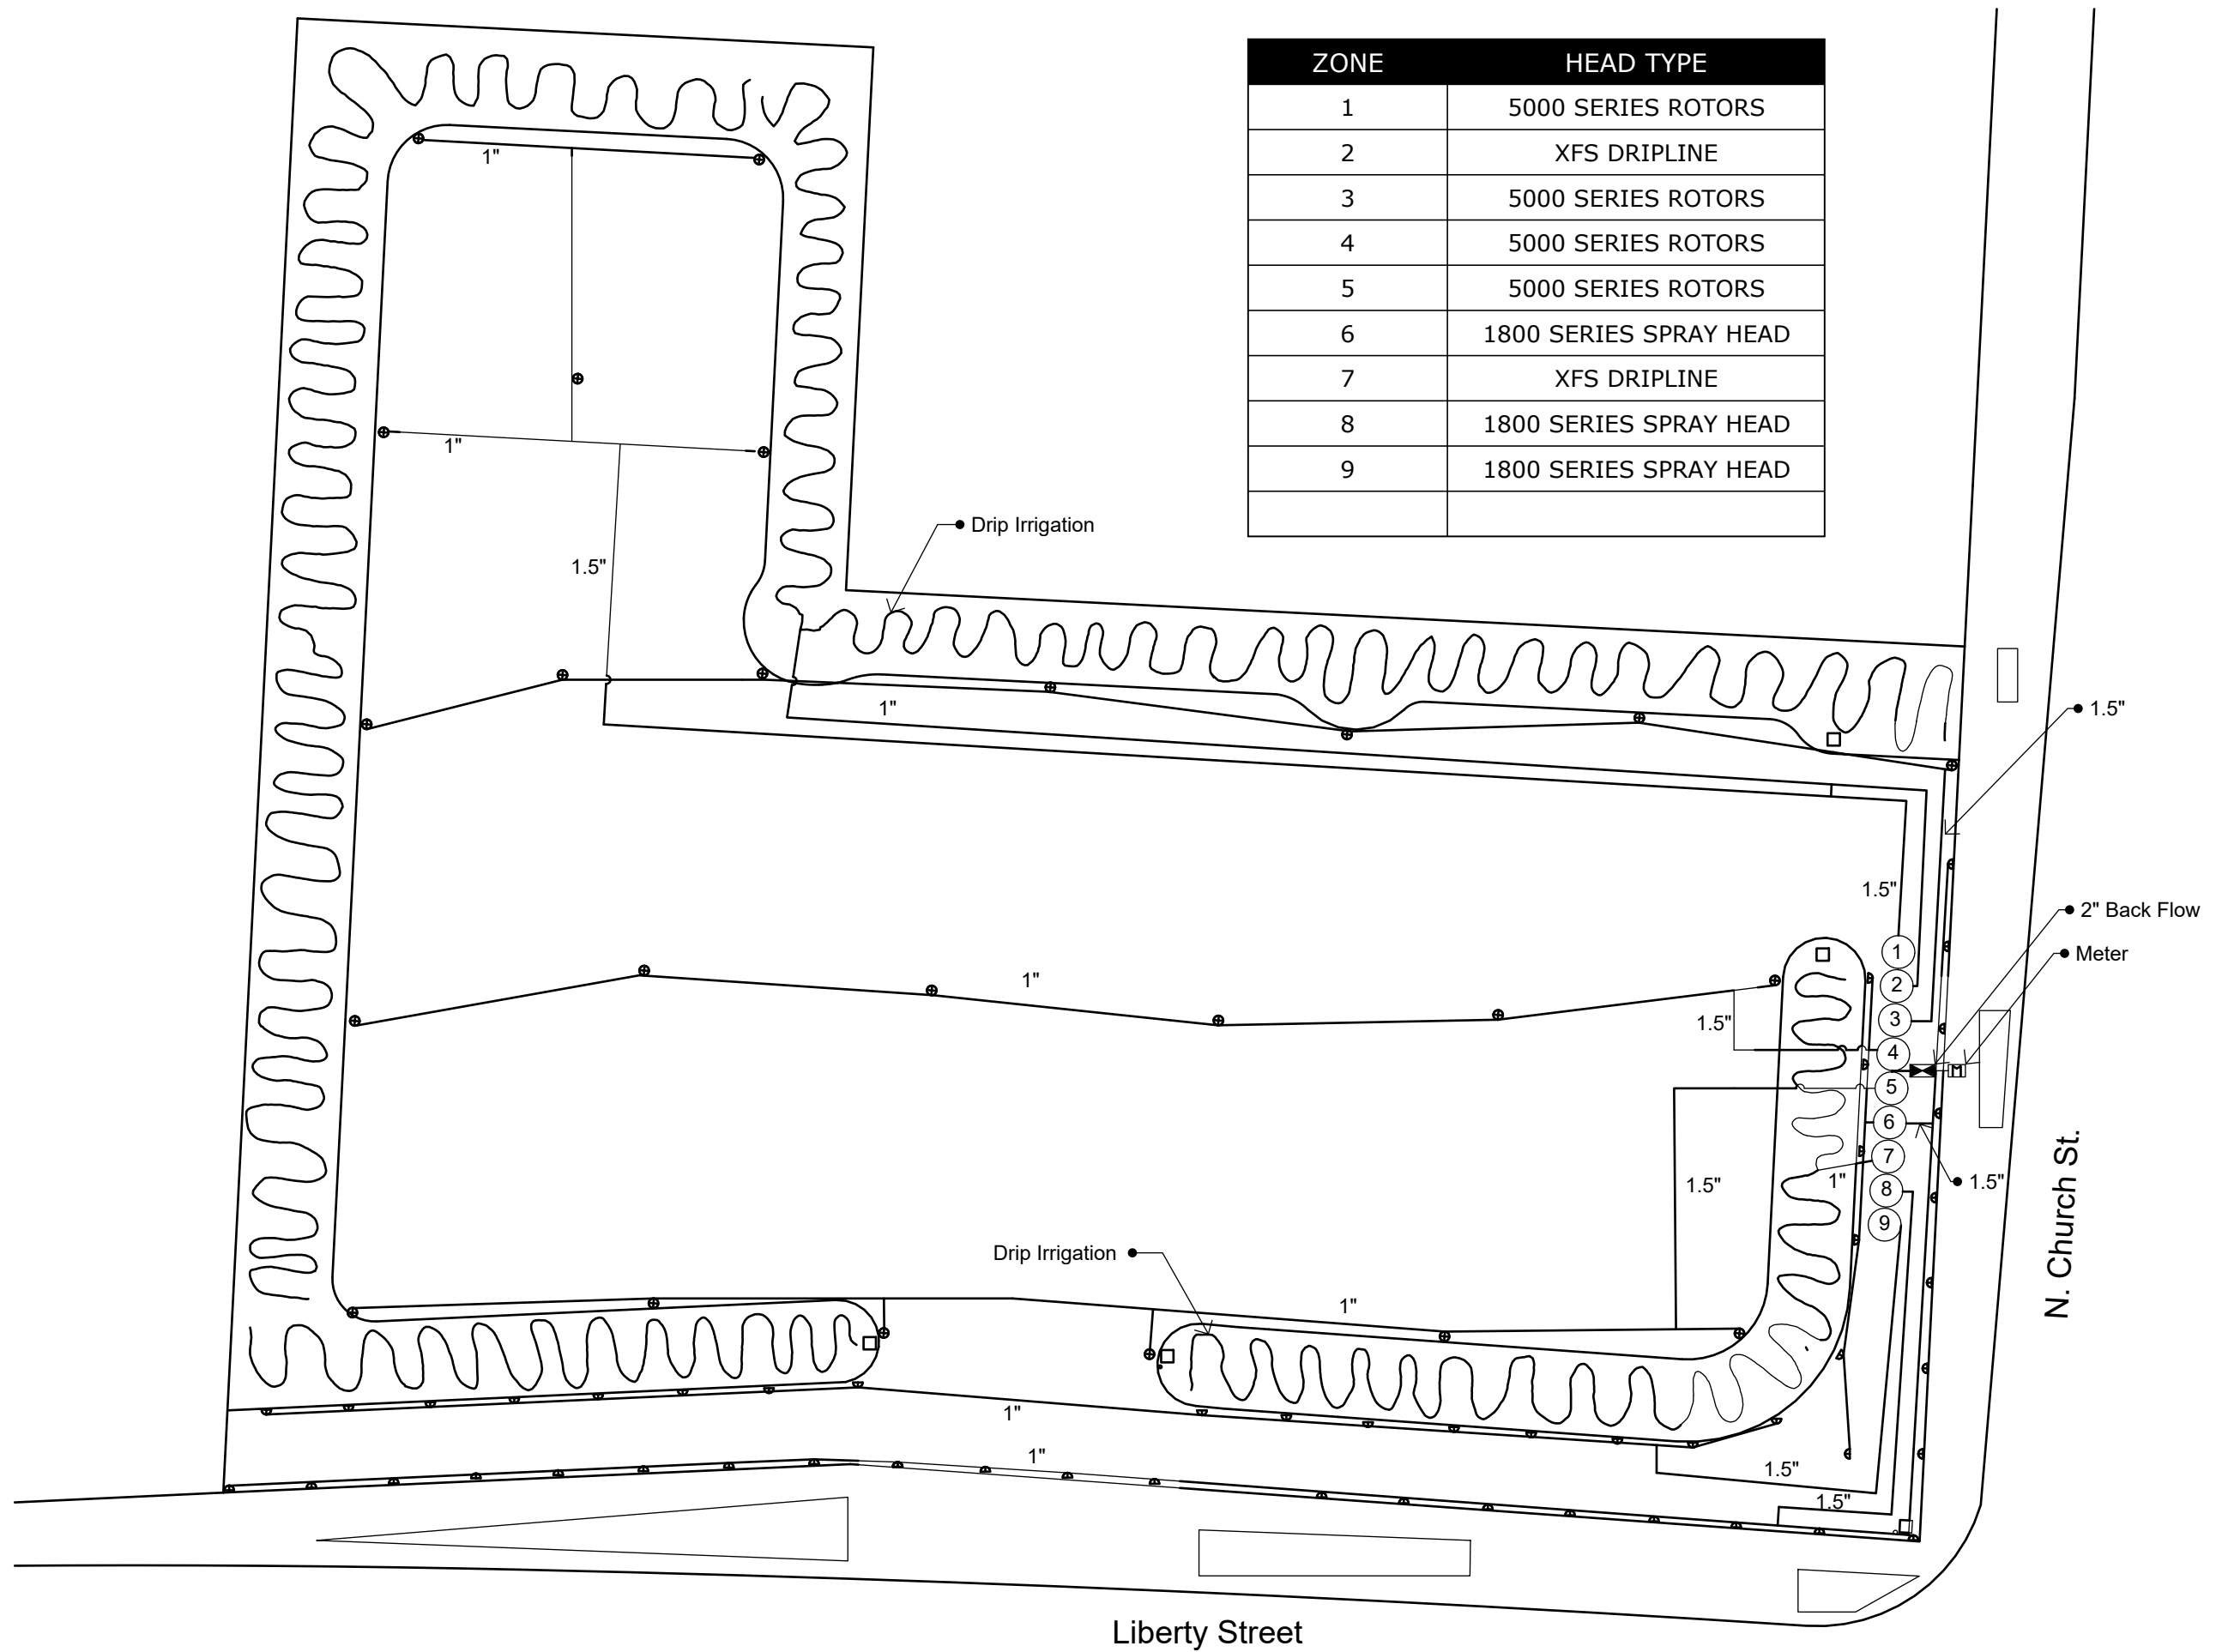 ZONE HEAD TYPE
1 5000 SERIES ROTORS
2 XFS DRIPLINE
3 5000 SERIES ROTORS
4 5000 SERIES ROTORS
5 5000 SERIES ROTORS
6 1800 SERIES SPRAY HEAD
7 XFS DRIPLINE
8 1800 SERIES SPRAY HEAD
9 1800 SERIES SPRAY HEAD
1"
1"
Drip Irrigation
1.5"
1"
1.5"
1.5"
2" Back Flow
1
Meter
1"
2
3
1.5"
4
M
5
6
7
1"
1.5"
1.5"
8
9
N. Church St.
Drip Irrigation
1"
1"
1"
1.5"
1.5"
Liberty Street